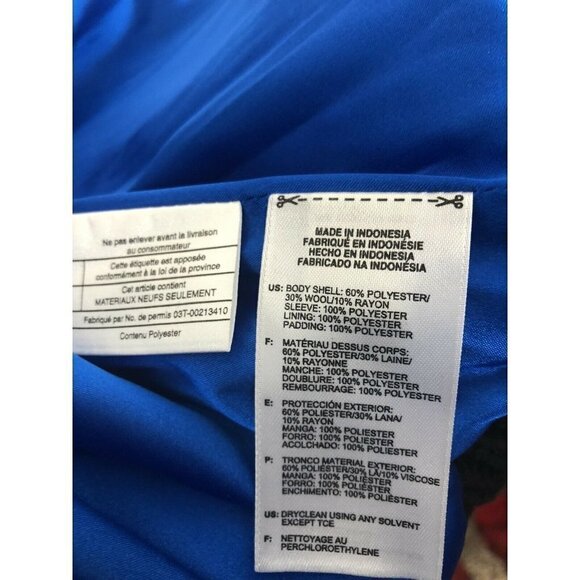 Ne pas enlever avant la livraison
au consommateur
Cette étiquette est apposée
conformément à la loi de la province
Cet article contient
MATERIAUX NEUFS SEULEMENT
Fabriqué par No. de permis 03T-00213410
Contenu Polyester
MADE IN INDONESIA
FABRIQUÉ EN INDONÉSIE
HECHO EN INDONESIA
FABRICADO NA INDONÉSIA
US: BODY SHELL: 60% POLYESTER/
30% WOOL/10% RAYON
SLEEVE: 100% POLYESTER
LINING: 100% POLYESTER
PADDING: 100% POLYESTER
F: MATÉRIAU DESSUS CORPS:
60% POLYESTER/30% LAINE/
10% RAYONNE
MANCHE: 100% POLYESTER
DOUBLURE: 100% POLYESTER
REMBOURRAGE: 100% POLYESTER
E: PROTECCIÓN EXTERIOR:
60% POLIESTER/30% LANA/
10% RAYON
MANGA: 100% POLIESTER
FORRO: 100% POLIESTER
ACOLCHADO: 100% POLIESTER
P: TRONCO MATERIAL EXTERIOR:
60% POLIÉSTER/30% LÃ/10% VISCOSE
MANGA: 100% POLIÉSTER
FORRO: 100% POLIÉSTER
ENCHIMENTO: 100% POLIÉSTER
US: DRYCLEAN USING ANY SOLVENT
EXCEPT TCE
F: NETTOYAGE AU
PERCHLOROETHYLENE